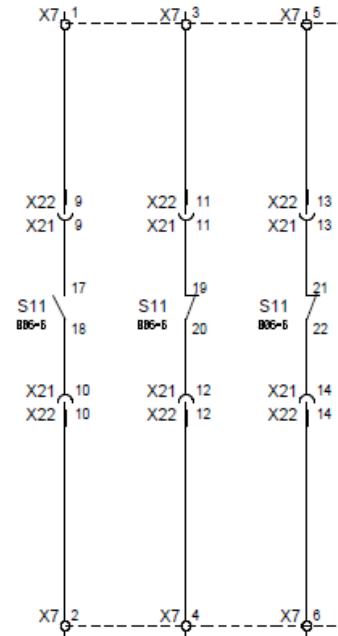 X7 1 X7 3 X7 5
X22 9 X22 11 X22 13
X21 9 X21 11 X21 13
17 19 21
S11 S11 S11
18 20 22
X21 10 X21 12 X21 14
X22 10 X22 12 X22 14
X7 2 X7 4 X7 6